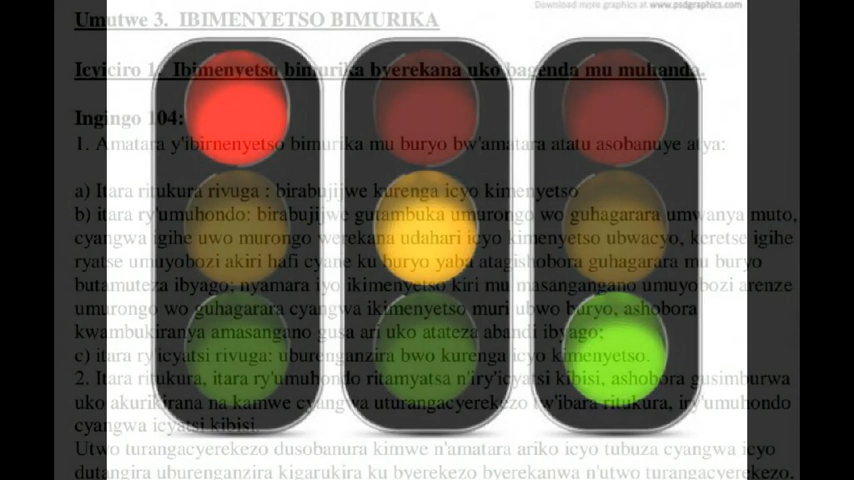 Download more graphics at www.psdgraphics.com
Umutwe 3. IBIMENYETSO BIMURIKA
Icyiciro 1. Ibimenyetso bimurika byerekana uko bagenda mu muhanda.
Ingingo 104:
1. Amatara y'ibirnenyetso bimurika mu buryo bw'amatara atatu asobanuye atya:
a) Itara ritukura rivuga : birabujijwe kurenga icyo kimenyetso
b) itara ry'umuhondo: birabujijwe gutambuka umurongo wo guhagarara umwanya muto,
cyangwa igihe uwo murongo werekana udahari icyo kimenyetso ubwacyo, keretse igihe
ryatse umuyobozi akiri hafi cyane ku buryo yaba atagishobora guhagarara mu buryo
butamuteza ibyago; nyamara iyo ikimenyetso kiri mu masangangano umuyobozi arenze
umurongo wo guhagarara cyangwa ikimenyetso muri ubwo buryo, ashobora
kwambukiranya amasangano gusa ari uko atateza abandi ibyago;
c) itara ry'icyatsi rivuga: uburenganzira bwo kurenga icyo kimenyetso.
2. Itara ritukura, itara ry'umuhondo ritamyatsa n'iry'icyatsi kibisi, ashobora gusimburwa
uko akurikirana na kamwe cyangwa uturangacyerekezo tw'ibara ritukura, iry'umuhondo
cyangwa icyatsi kibisi.
Utwo turangacyerekezo dusobanura kimwe n'amatara ariko icyo tubuza cyangwa icyo
dutangira uburenganzira kigarukira ku byerekezo byerekanwa n'utwo turangacyerekezo.